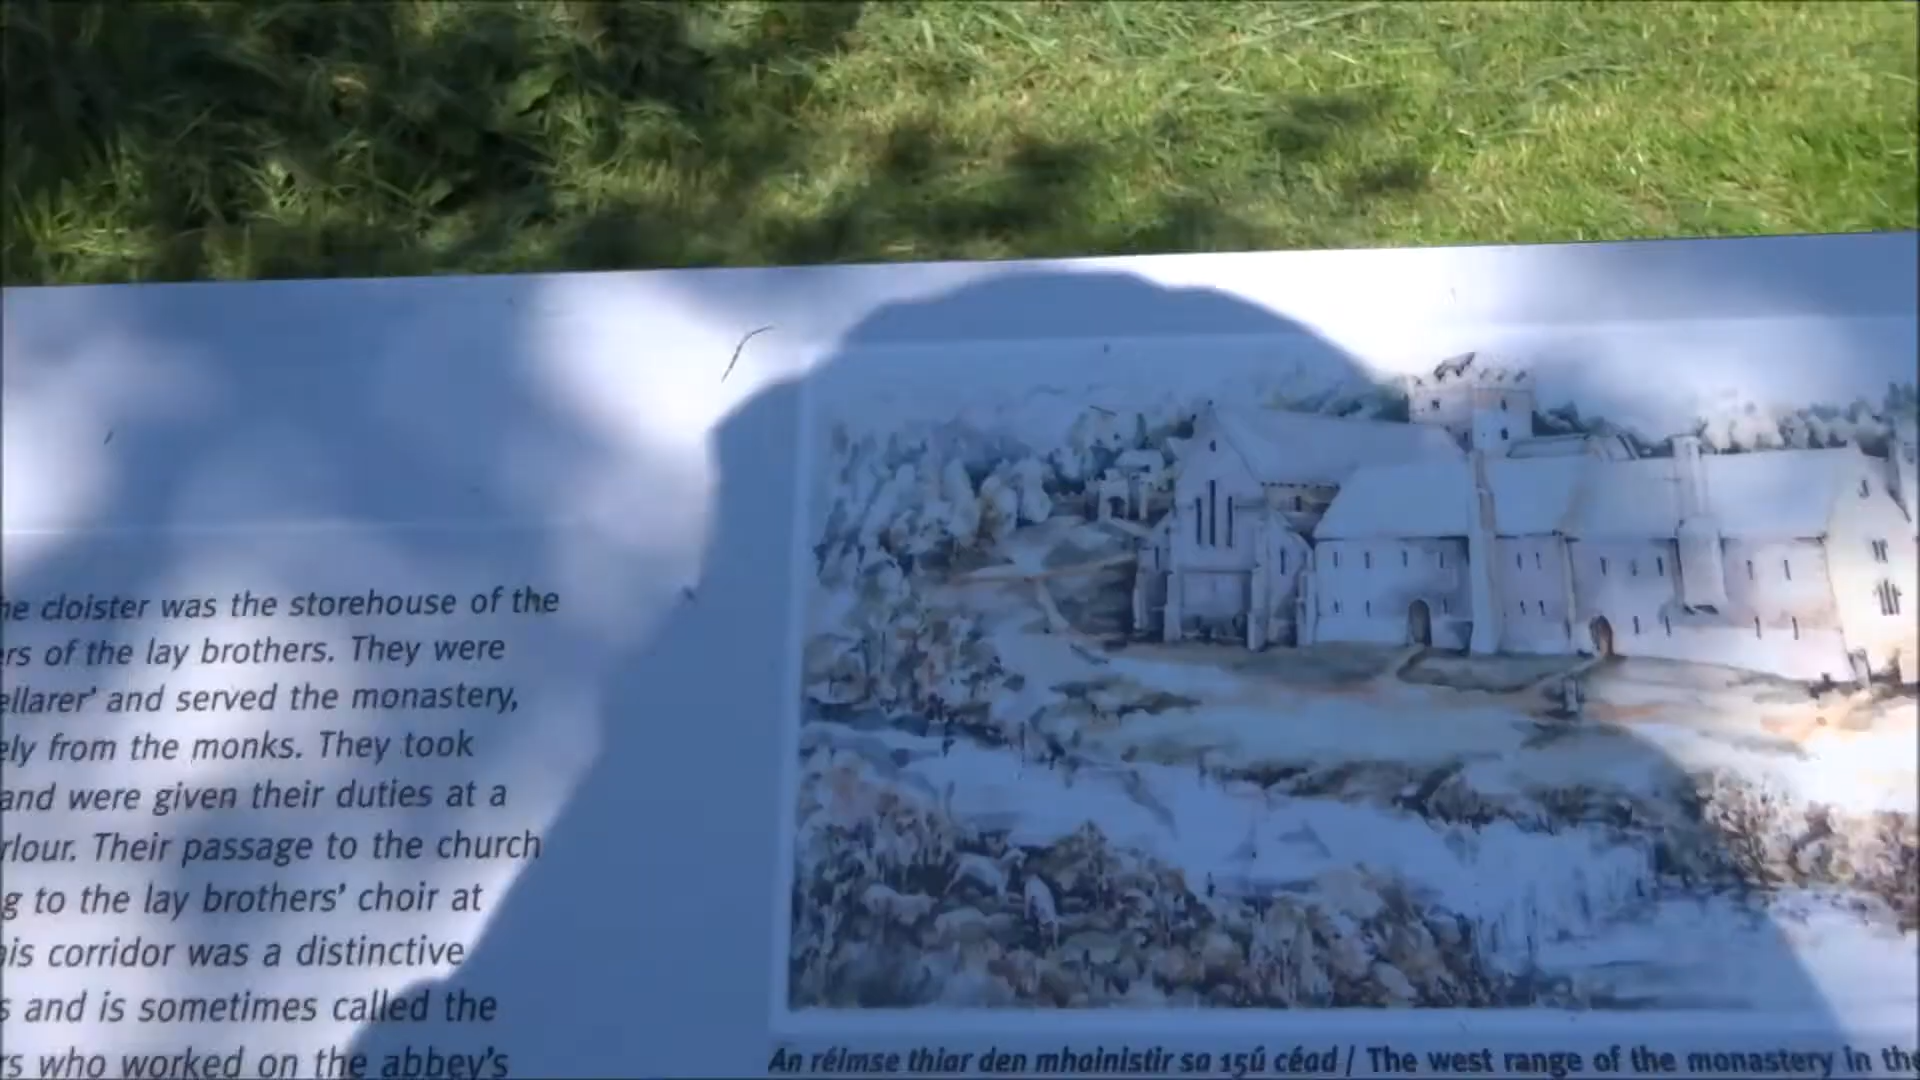 he cloister was the storehouse of the
rs of the lay brothers. They were
ellarer' and served the monastery,
ely from the monks. They took
and were given their duties at a
rlour. Their passage to the church
g to the lay brothers' choir at
is corridor was a distinctive
s and is sometimes called the
rs who worked on the abbey's
An réimse thiar den mhainistir sa 15ú céad / The west range of the monastery in the